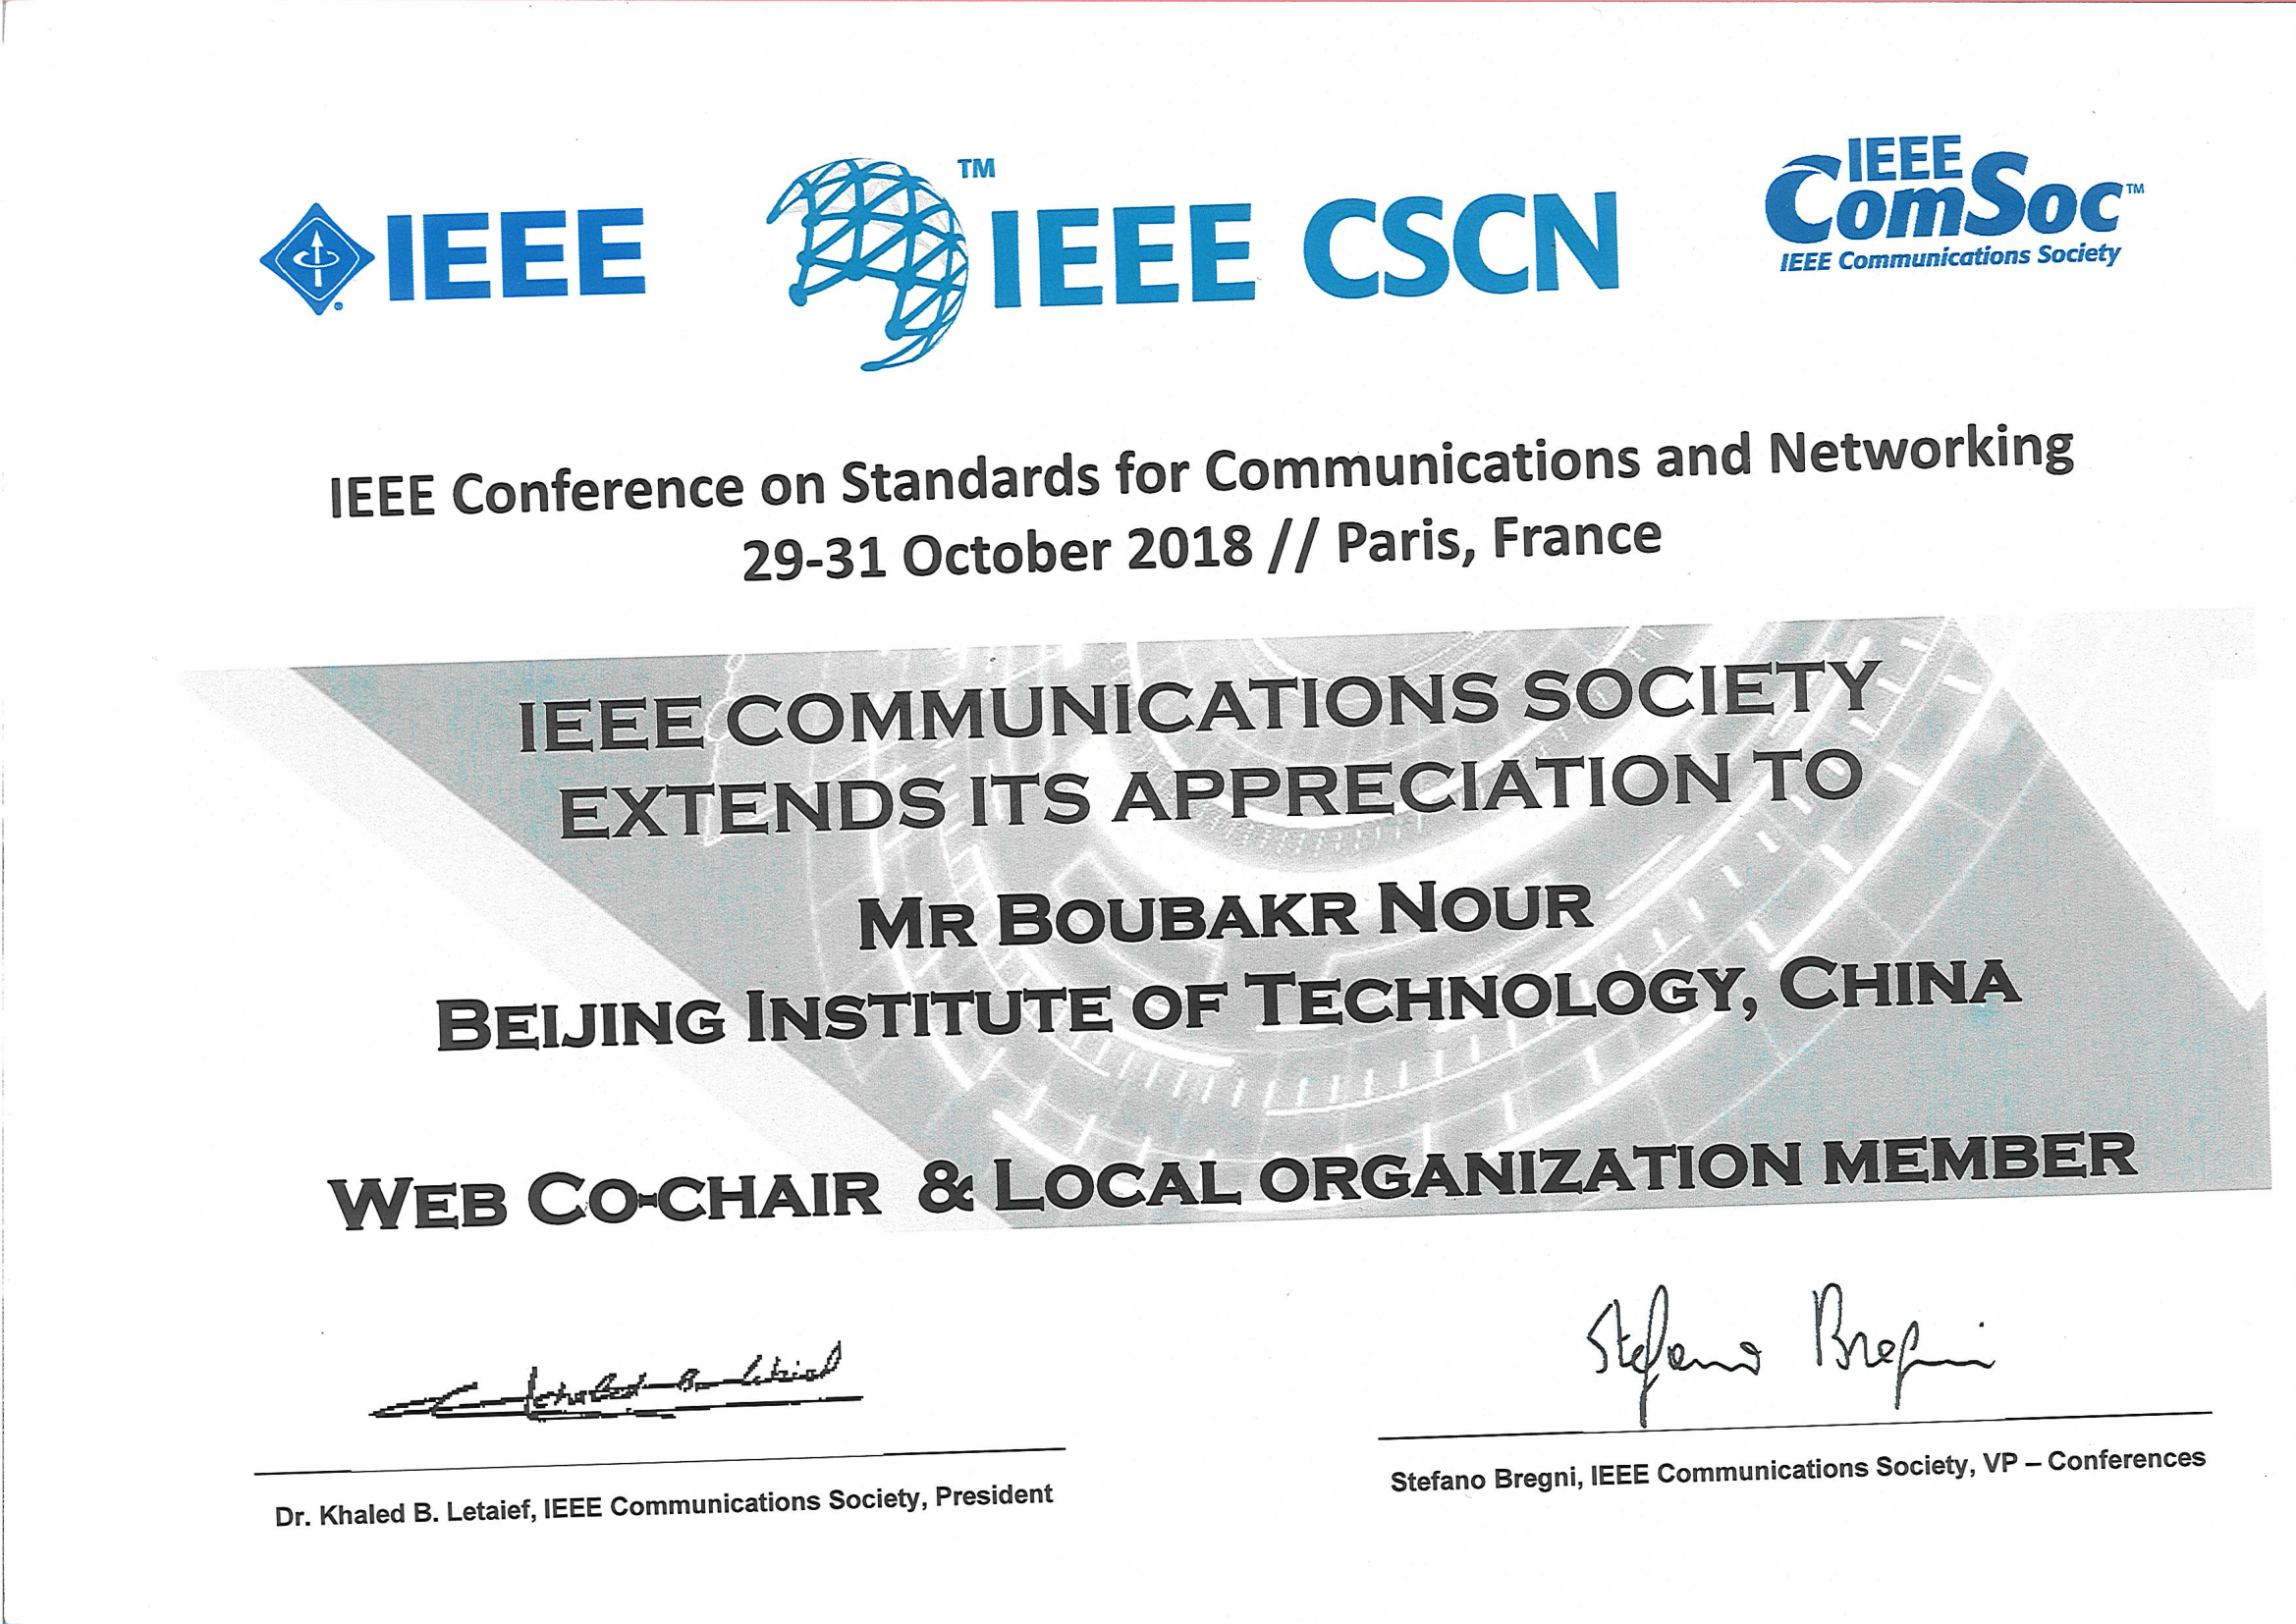 IEEE
TM
IEEE CSCN
IEEE
ComSoc™
IEEE Communications Society
IEEE Conference on Standards for Communications and Networking
29-31 October 2018 // Paris, France
IEEE COMMUNICATIONS SOCIETY
EXTENDS ITS APPRECIATION TO
MR BOUBAKR NOUR
BEIJING INSTITUTE OF TECHNOLOGY, CHINA
WEB CO-CHAIR & LOCAL ORGANIZATION MEMBER
Khaled B. Letaief
Stefano Bregni
Dr. Khaled B. Letaief, IEEE Communications Society, President
Stefano Bregni, IEEE Communications Society, VP – Conferences